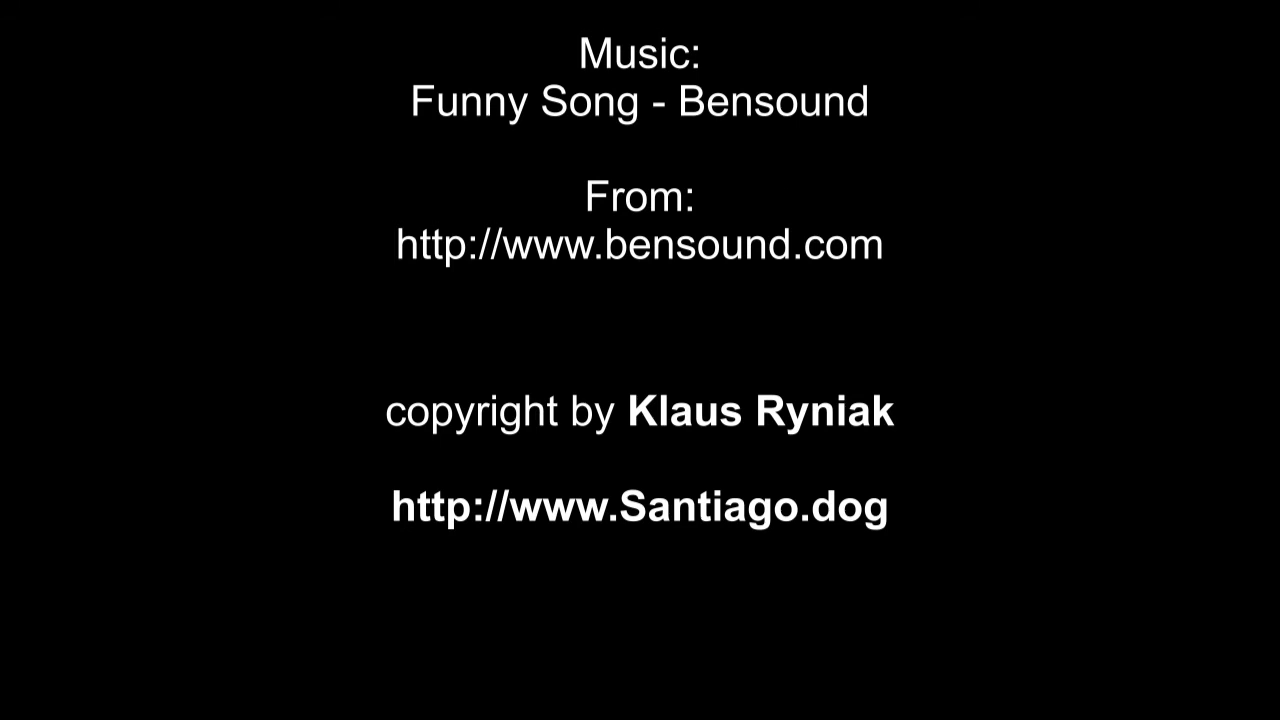 Music:
Funny Song - Bensound
From:
http://www.bensound.com
copyright by Klaus Ryniak
http://www.Santiago.dog